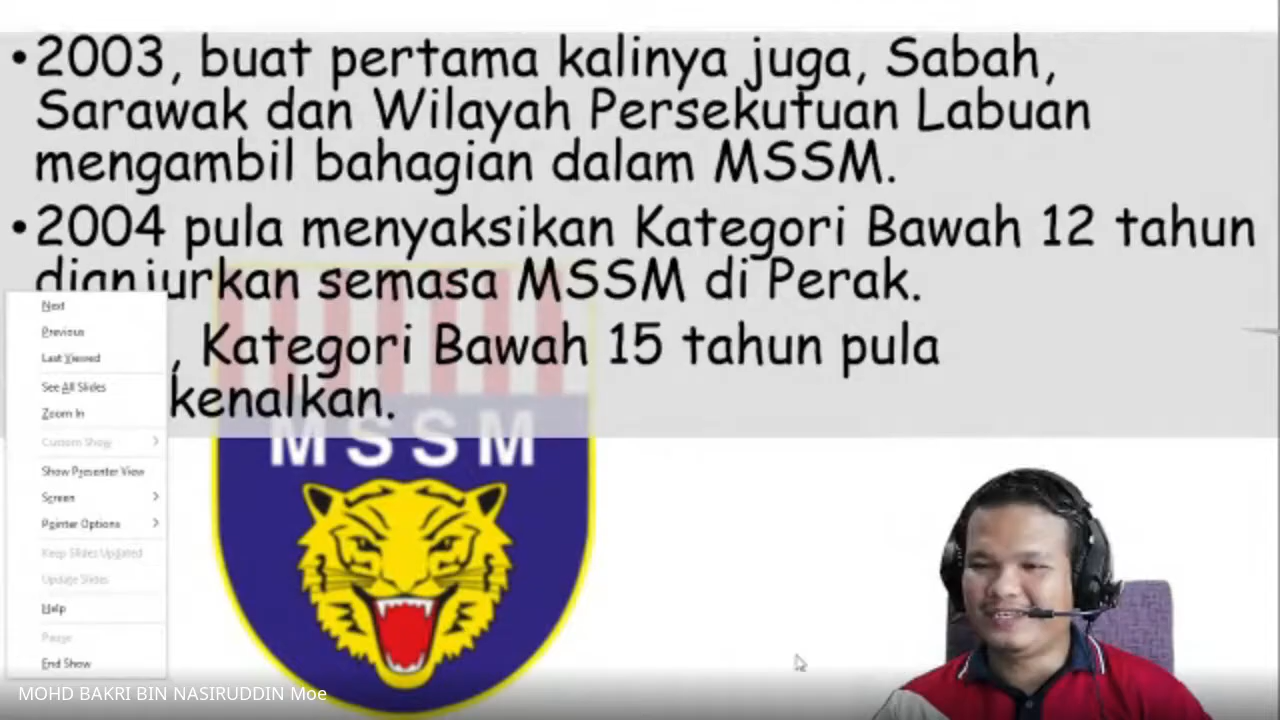 •2003, buat pertama kalinya juga, Sabah,
Sarawak dan Wilayah Persekutuan Labuan
mengambil bahagian dalam MSSM.
•2004 pula menyaksikan Kategori Bawah 12 tahun
dianjurkan semasa MSSM di Perak.
, Kategori Bawah 15 tahun pula
kenalkan.
MSSM
Next
Previous
Last Viewed
See All Slides
Zoom In
Custom Show
Show Presenter View
Screen
Pointer Options
Keep Slides Updated
Update Slides
Help
Pause
End Show
MOHD BAKRI BIN NASIRUDDIN Moe